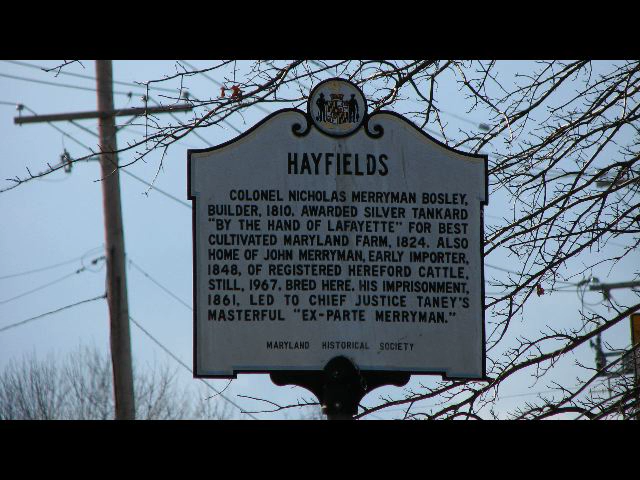 HAYFIELDS
COLONEL NICHOLAS MERRYMAN BOSLEY,
BUILDER, 1810. AWARDED SILVER TANKARD
"BY THE HAND OF LAFAYETTE" FOR BEST
CULTIVATED MARYLAND FARM, 1824. ALSO
HOME OF JOHN MERRYMAN, EARLY IMPORTER,
1848, OF REGISTERED HEREFORD CATTLE,
STILL, 1967, BRED HERE. HIS IMPRISONMENT,
1861, LED TO CHIEF JUSTICE TANEY'S
MASTERFUL "EX-PARTE MERRYMAN."
MARYLAND HISTORICAL SOCIETY